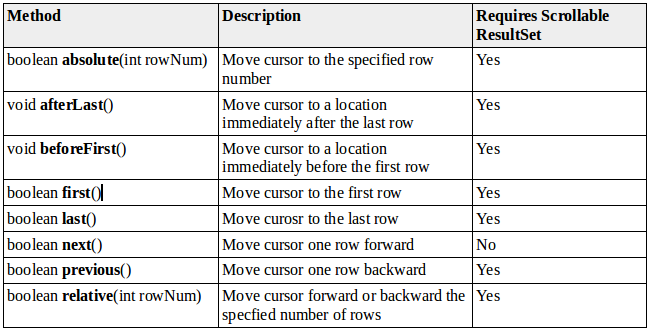 Method Description Requires Scrollable
ResultSet
boolean absolute(int rowNum) Move cursor to the specified row Yes
number
void afterLast() Move cursor to a location Yes
immediately after the last row
void beforeFirst() Move cursor to a location Yes
immediately before the first row
boolean first() Move cursor to the first row Yes
boolean last() Move curosr to the last row Yes
boolean next() Move cursor one row forward No
boolean previous() Move cursor one row backward Yes
boolean relative(int rowNum) Move cursor forward or backward the Yes
specfied number of rows